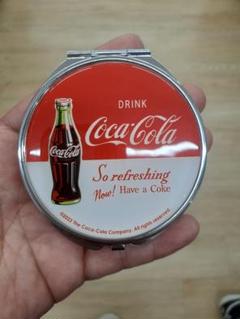 DRINK
Coca-Cola
Coca-Cola
So refreshing
Now! Have a Coke
©2023 The Coca-Cola Company. All rights reserved.